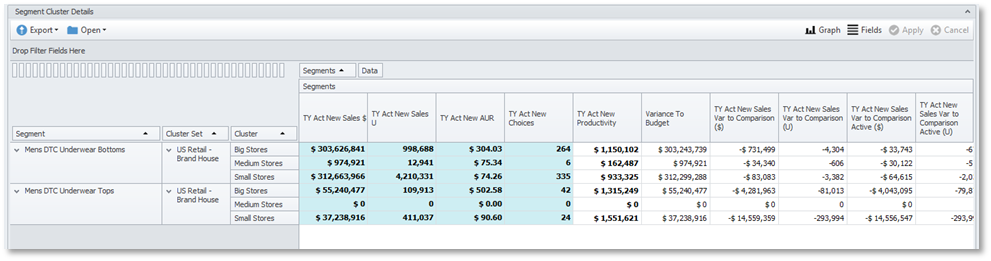 Segment Cluster Details
Export Open Graph Fields Apply Cancel
Drop Filter Fields Here
Segments Data
Segments
Segment Cluster Set Cluster
TY Act New Sales $
TY Act New Sales U
TY Act New AUR
TY Act New Choices
TY Act New Productivity
Variance To Budget
TY Act New Sales Var to Comparison ($)
TY Act New Sales Var to Comparison (U)
TY Act New Sales Var to Comparison Active ($)
TY Act New Sales Var to Comparison Active (U)
Mens DTC Underwear Bottoms US Retail - Brand House Big Stores $ 303,626,841 998,688 $ 304.03 264 $ 1,150,102 $ 303,243,739 -$ 731,499 -4,304 -$ 33,743 -6
Medium Stores $ 974,921 12,941 $ 75.34 6 $ 162,487 $ 974,921 -$ 34,340 -606 -$ 30,122 -5
Small Stores $ 312,663,966 4,210,331 $ 74.26 335 $ 933,325 $ 312,299,288 -$ 83,083 -3,382 -$ 64,615 -2,0
Mens DTC Underwear Tops US Retail - Brand House Big Stores $ 55,240,477 109,913 $ 502.58 42 $ 1,315,249 $ 55,240,477 -$ 4,281,963 -81,013 -$ 4,043,095 -79,8
Medium Stores $ 0 0 $ 0.00 0 $ 0 $ 0 $ 0 0 $ 0
Small Stores $ 37,238,916 411,037 $ 90.60 24 $ 1,551,621 $ 37,238,916 -$ 14,559,359 -293,994 -$ 14,556,547 -293,9